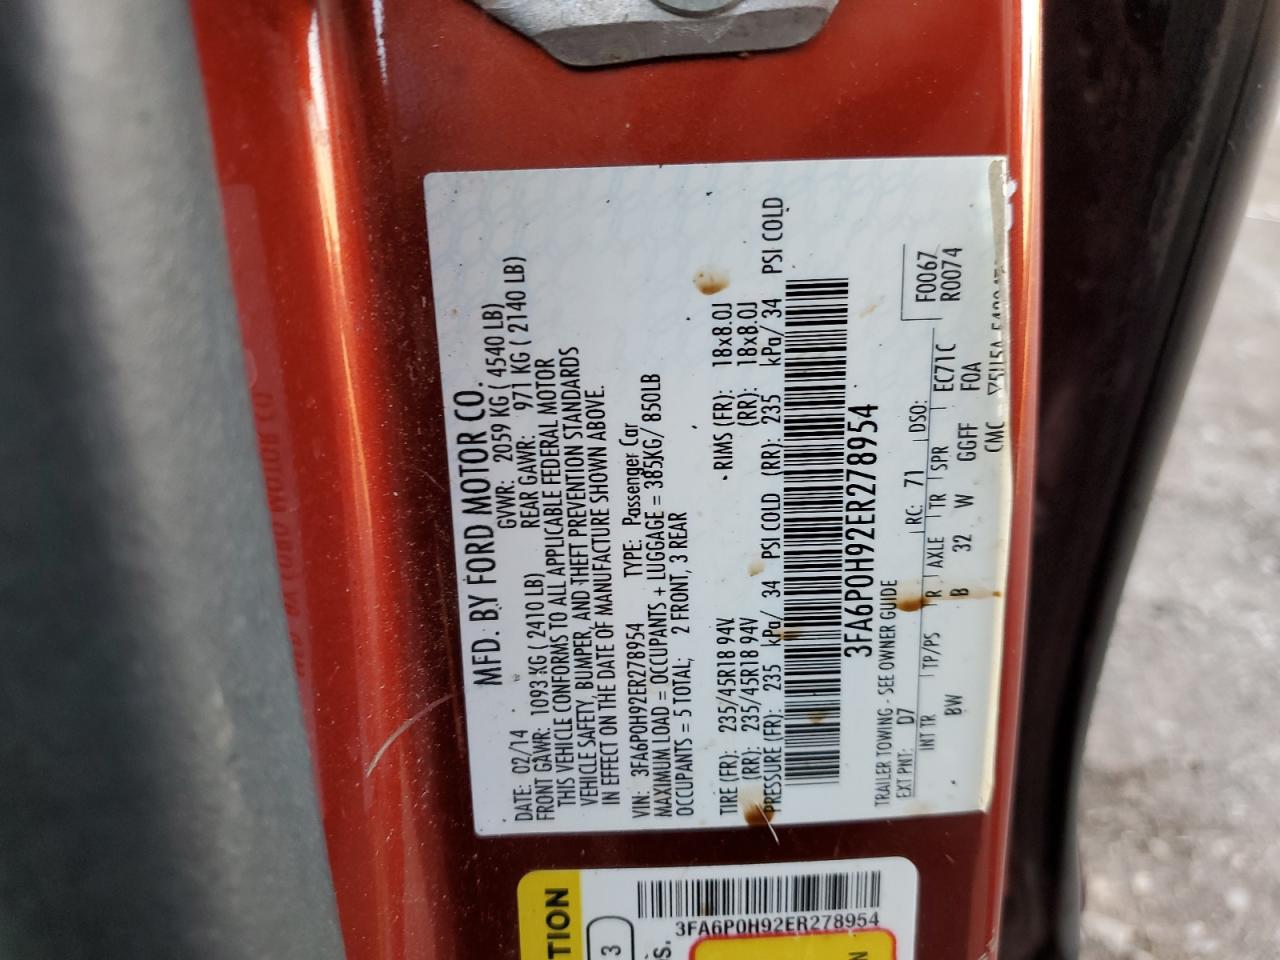 MFD. BY FORD MOTOR CO.
DATE: 02/14 GVWR: 2059 KG ( 4540 LB)
FRONT GAWR: 1093 KG ( 2410 LB) REAR GAWR: 971 KG ( 2140 LB)
THIS VEHICLE CONFORMS TO ALL APPLICABLE FEDERAL MOTOR
VEHICLE SAFETY, BUMPER, AND THEFT PREVENTION STANDARDS
IN EFFECT ON THE DATE OF MANUFACTURE SHOWN ABOVE.
VIN: 3FA6P0H92ER278954 TYPE: Passenger Car
MAXIMUM LOAD = OCCUPANTS + LUGGAGE = 385KG/ 850LB
OCCUPANTS = 5 TOTAL; 2 FRONT, 3 REAR
TIRE (FR): 235/45R18 94V RIMS (FR): 18x8.0J
(RR): 235/45R18 94V (RR): 18x8.0J
PRESSURE (FR): 235 kPa/ 34 PSI COLD (RR): 235 kPa/ 34 PSI COLD
3FA6P0H92ER278954
TRAILER TOWING - SEE OWNER GUIDE
EXT PNT: D7 RC: 71 DSO: F0067
INT TR TP/PS R AXLE TR SPR EC71C R0074
BW B 32 W GGFF FOA
CMC
TION
3
3FA6P0H92ER278954